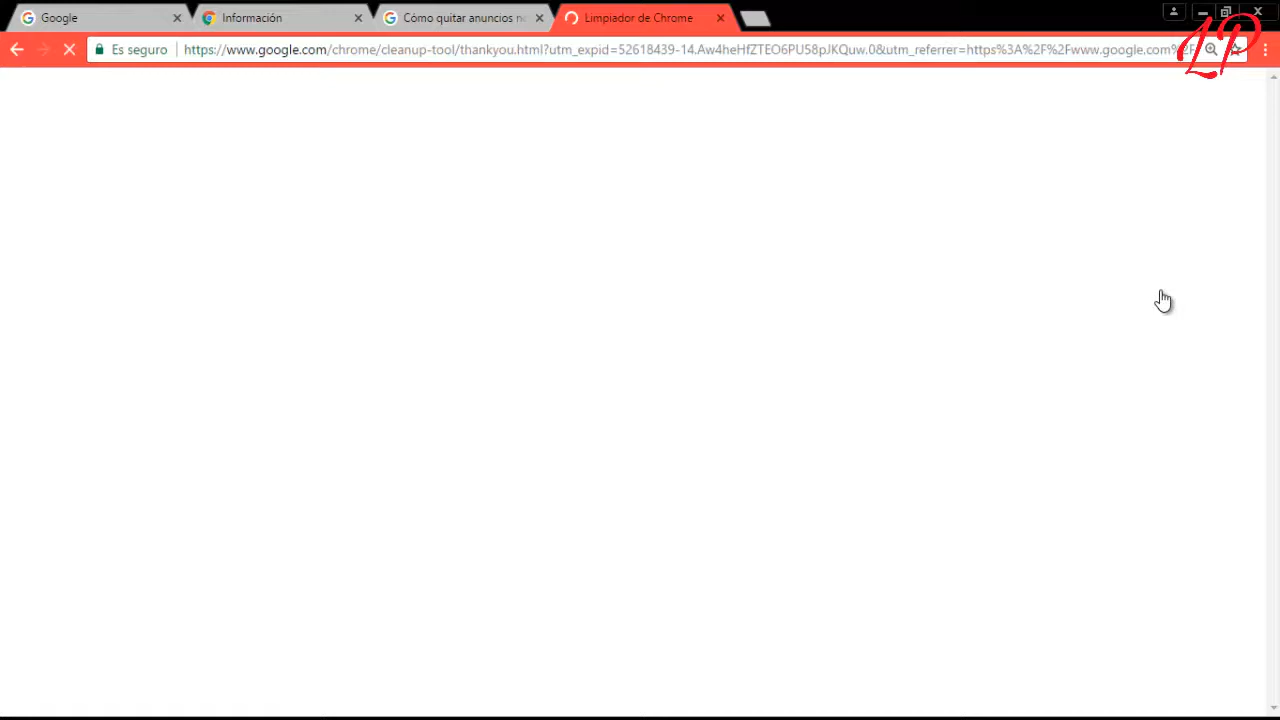 Google
Información
Cómo quitar anuncios n
Limpiador de Chrome
Es seguro
https://www.google.com/chrome/cleanup-tool/thankyou.html?utm_expid=52618439-14.Aw4heHfZTEO6PU58pJKQuw.0&utm_referrer=https%3A%2F%2Fwww.google.com%2F
LP